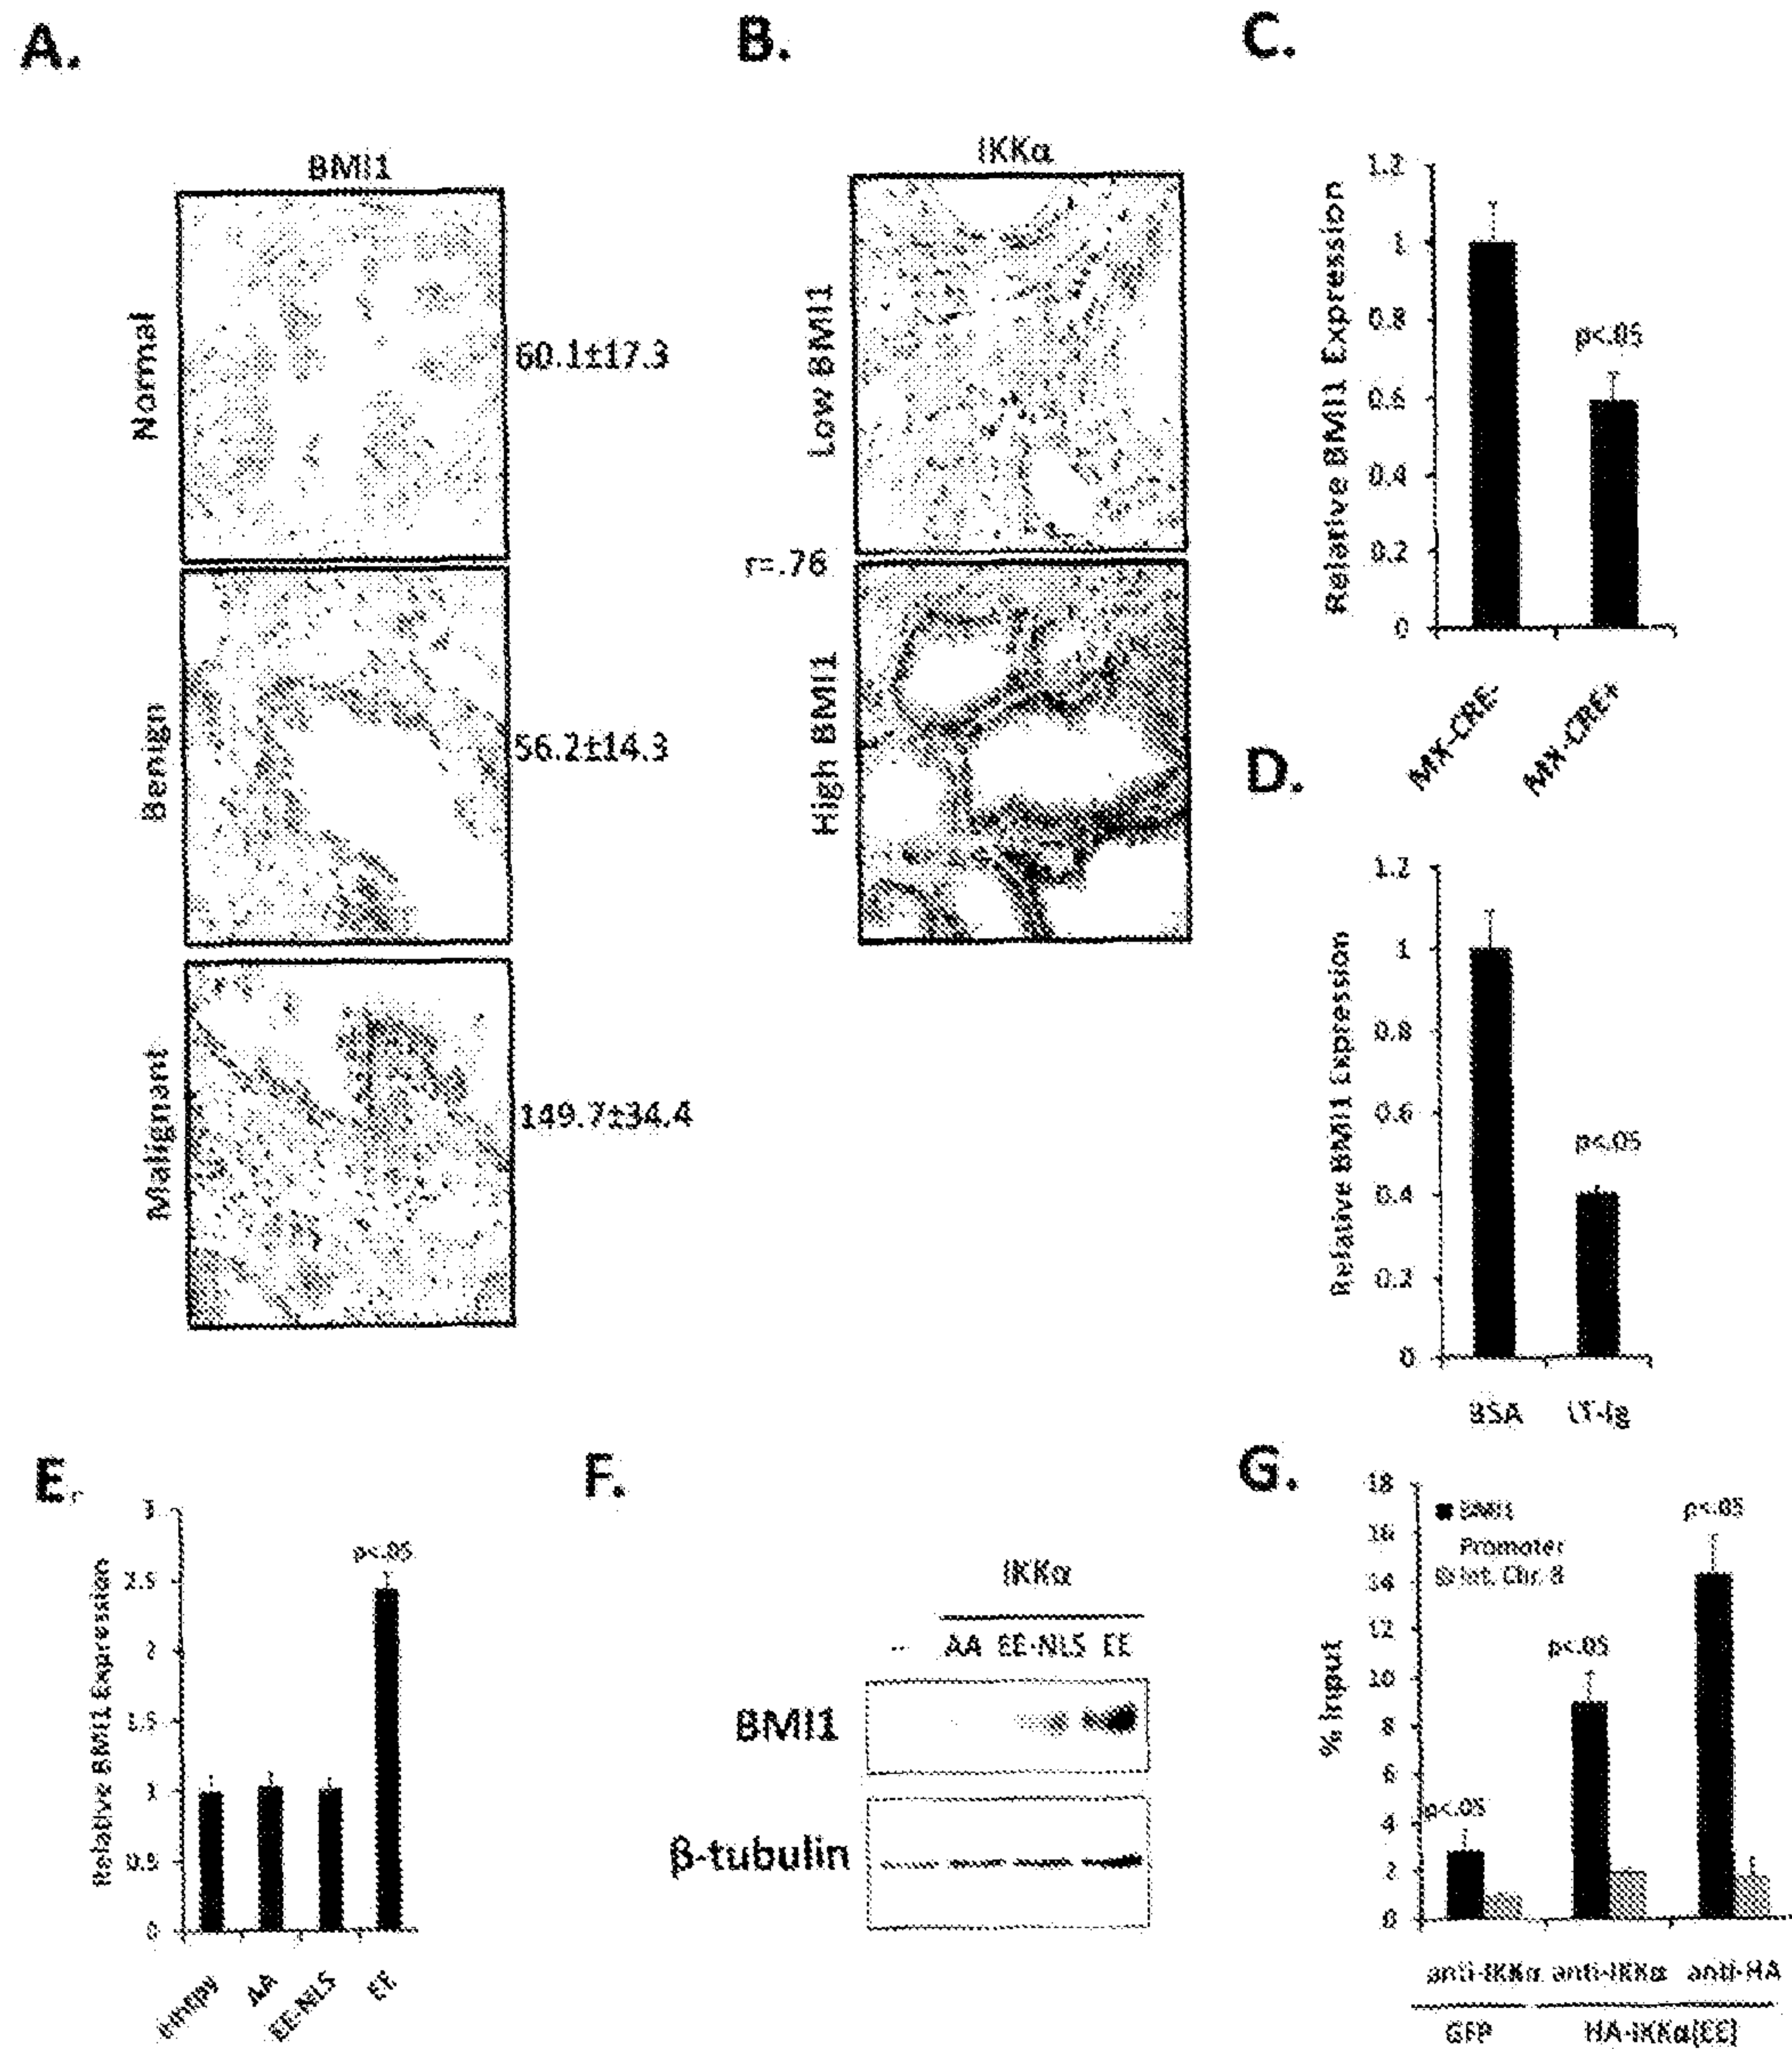 A.
BMI1
Normal
60.1±17.3
Benign
56.2±14.3
Malignant
149.7±34.4
B.
IKKα
Low BMI1
r=.76
High BMI1
C.
Relative BMI1 Expression
1.2
1
0.8
0.6
0.4
0.2
0
p<.05
MX-CRE-
MX-CRE+
D.
Relative BMI1 Expression
1.2
1
0.8
0.6
0.4
0.2
0
p<.05
BSA LT-Ig
E.
Relative BMI1 Expression
3
2.5
2
1.5
1
0.5
0
p<.05
empty
AA
EE-NLS
EE
F.
IKKα
-- AA EE-NLS EE
BMI1
β-tubulin
G.
% Input
18
16
14
12
10
8
6
4
2
0
BMI1
Promoter
Int. Chr. 8
p<.05
p<.05
p<.05
anti-IKKα anti-IKKα anti-HA
GFP HA-IKKα(EE)